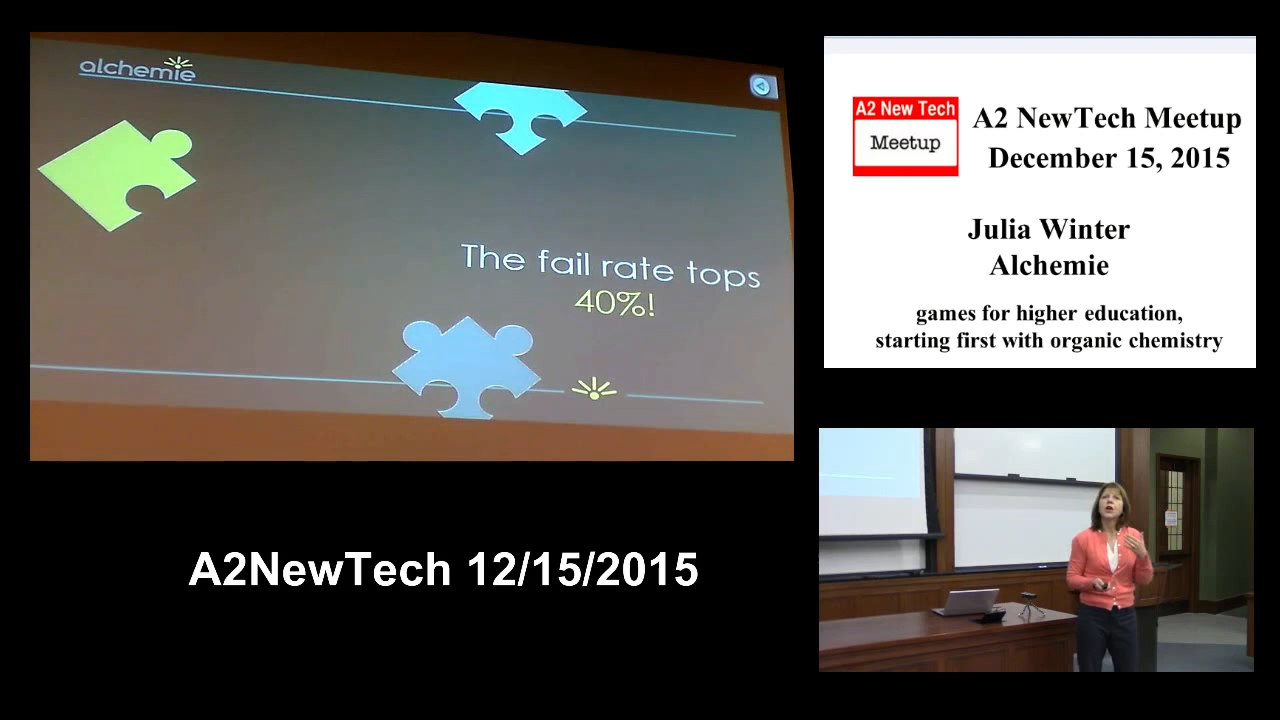 alchemie
The fail rate tops
40%!
A2 New Tech
Meetup
A2 NewTech Meetup
December 15, 2015
Julia Winter
Alchemie
games for higher education,
starting first with organic chemistry
A2NewTech 12/15/2015